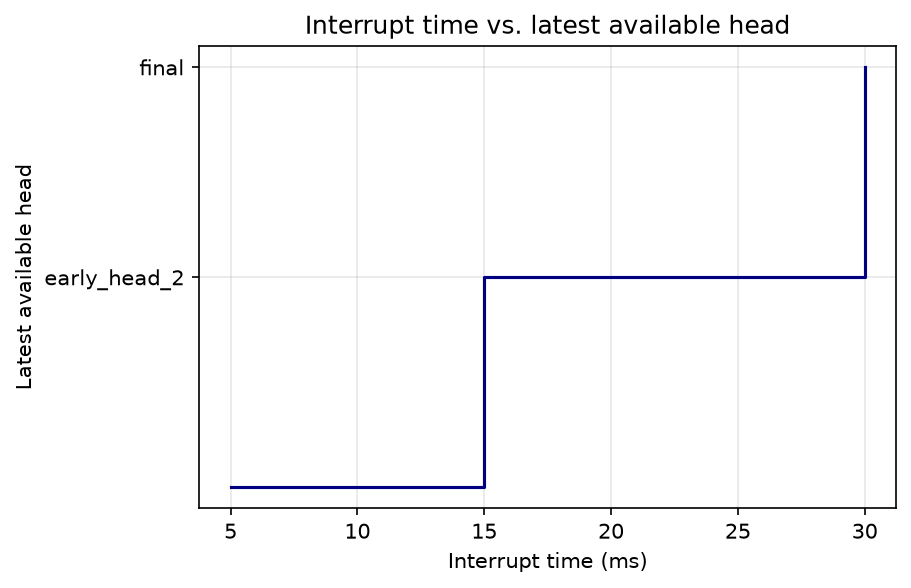 Interrupt time vs. latest available head
Latest available head
final
early_head_2
5 10 15 20 25 30
Interrupt time (ms)